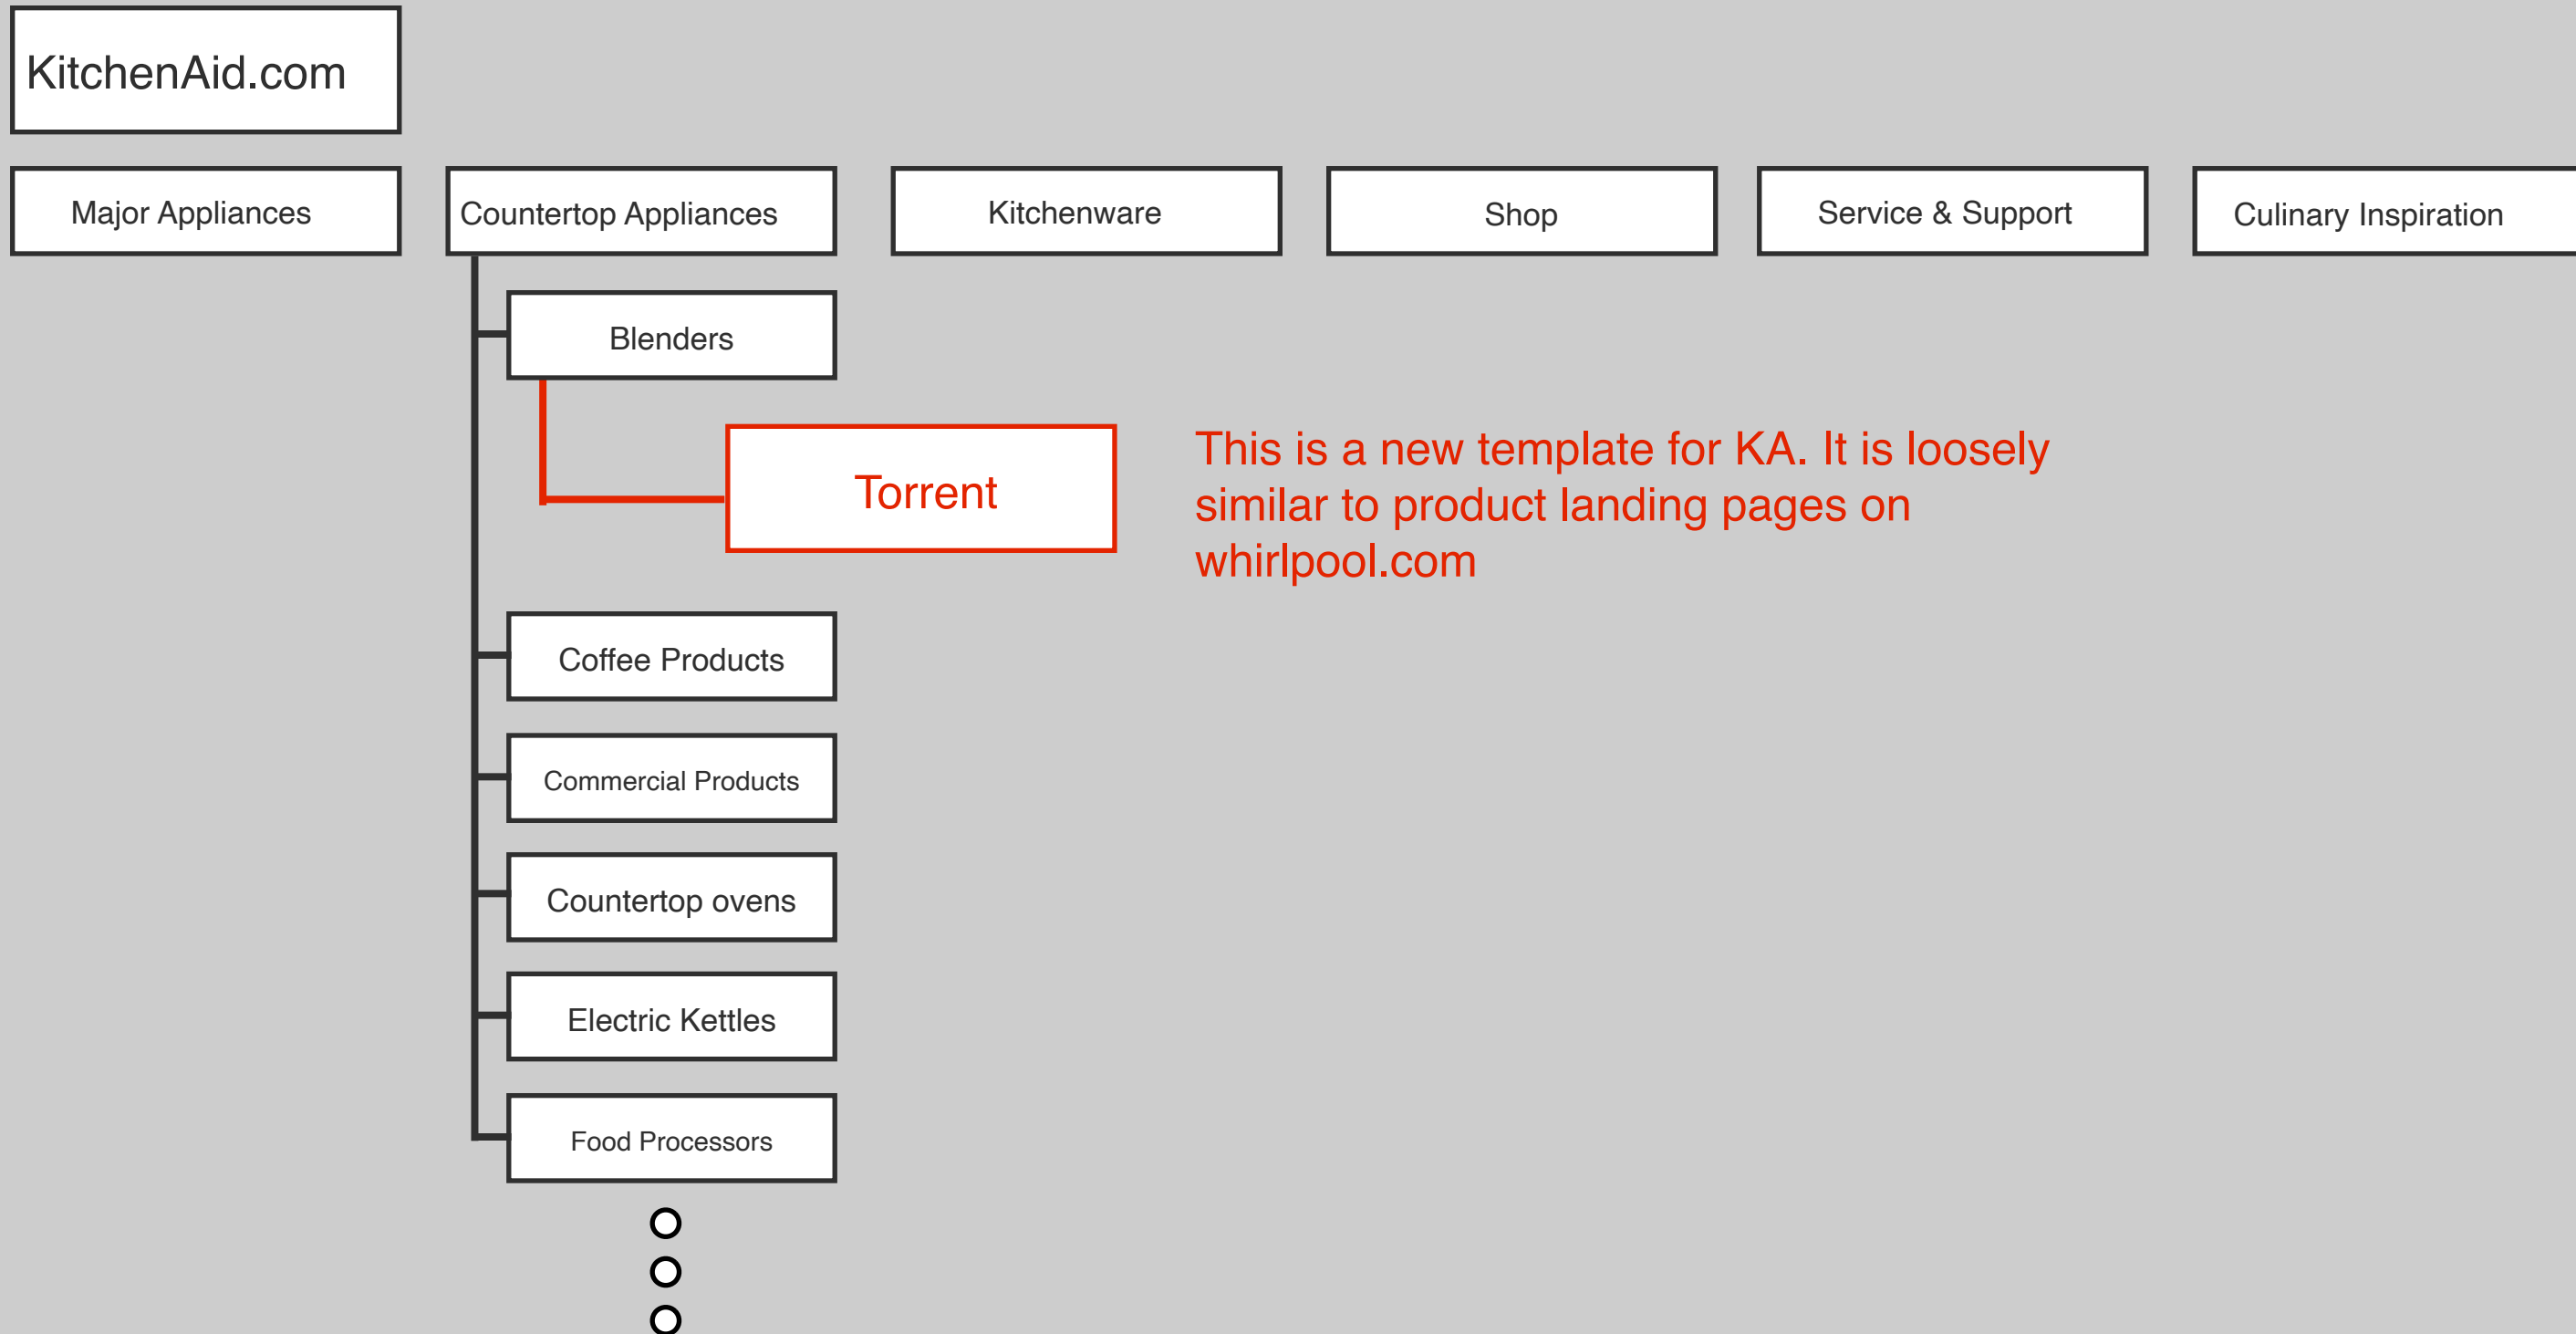 KitchenAid.com
Major Appliances
Countertop Appliances
Kitchenware
Shop
Service & Support
Culinary Inspiration
Blenders
Torrent
This is a new template for KA. It is loosely
similar to product landing pages on
whirlpool.com
Coffee Products
Commercial Products
Countertop ovens
Electric Kettles
Food Processors